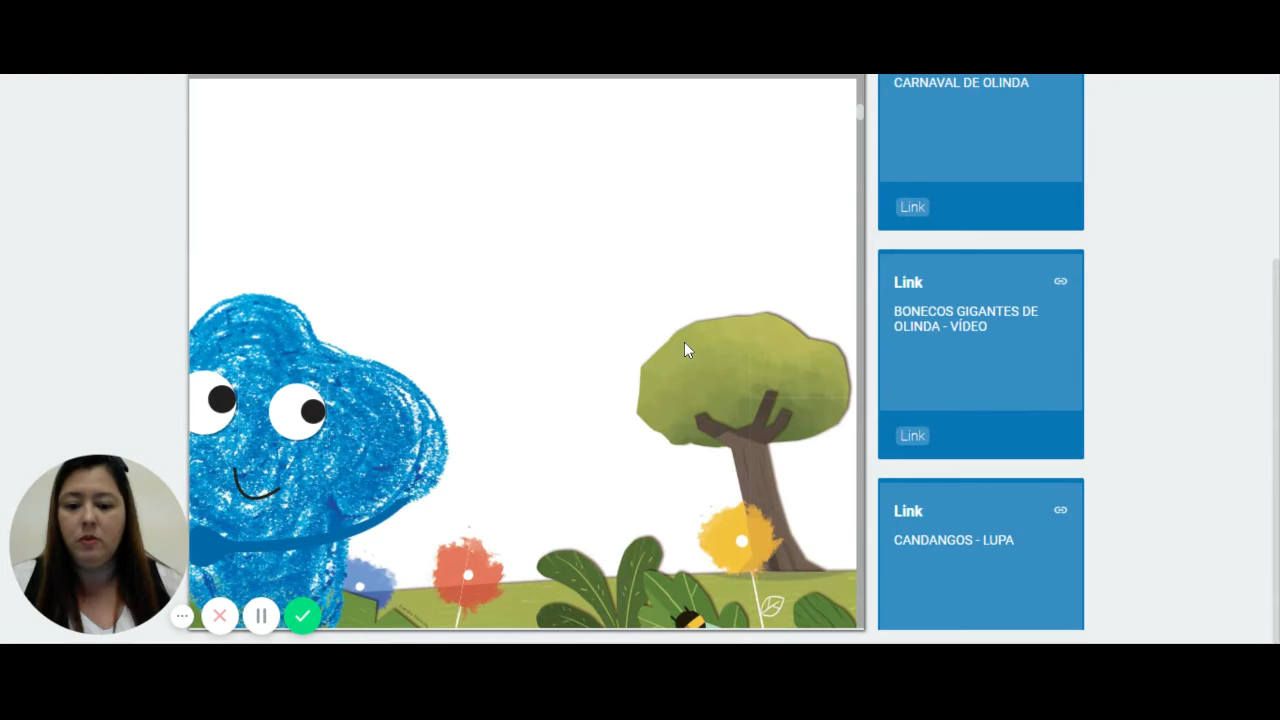 CARNAVAL DE OLINDA
Link
Link
BONECOS GIGANTES DE
OLINDA - VÍDEO
Link
Link
CANDANGOS - LUPA